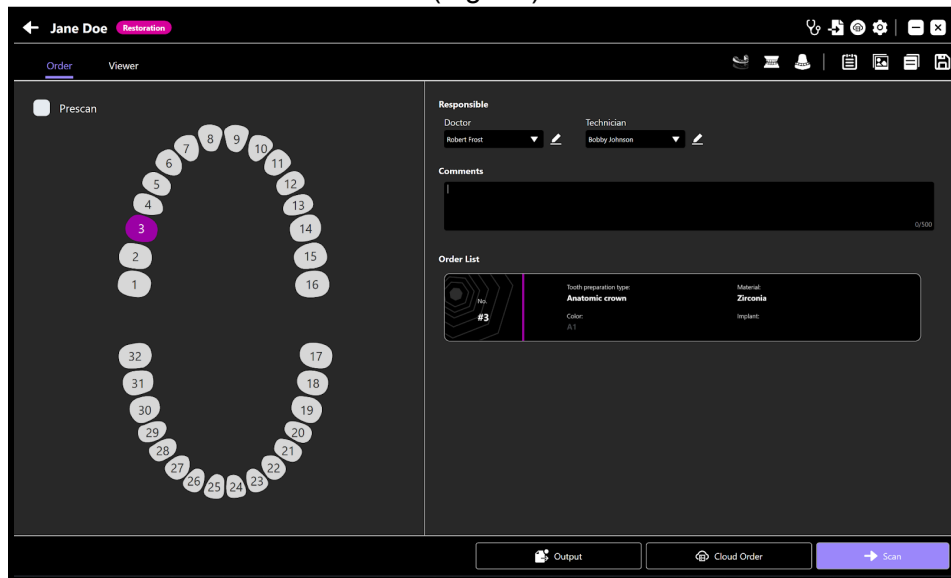 Jane Doe Restoration
Order Viewer
Prescan
7 8 9 10
6 11
5 12
4 13
3 14
2 15
1 16
32 17
31 18
30 19
29 20
28 21
27 22
26 25 24 23
Responsible
Doctor Technician
Robert Frost Bobby Johnson
Comments
0/500
Order List
No.
#3
Tooth preparation type: Material:
Anatomic crown Zirconia
Color: Implant:
A1
Output Cloud Order Scan